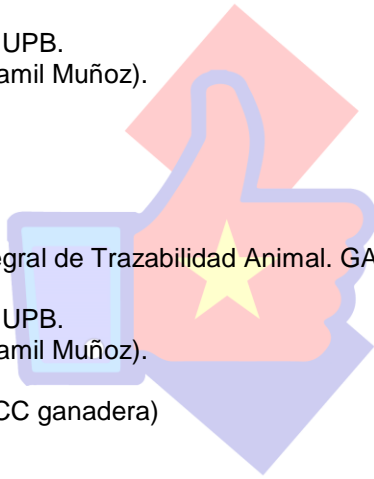 UPB.
amil Muñoz).
egral de Trazabilidad Animal. GA
UPB.
amil Muñoz).
CC ganadera)